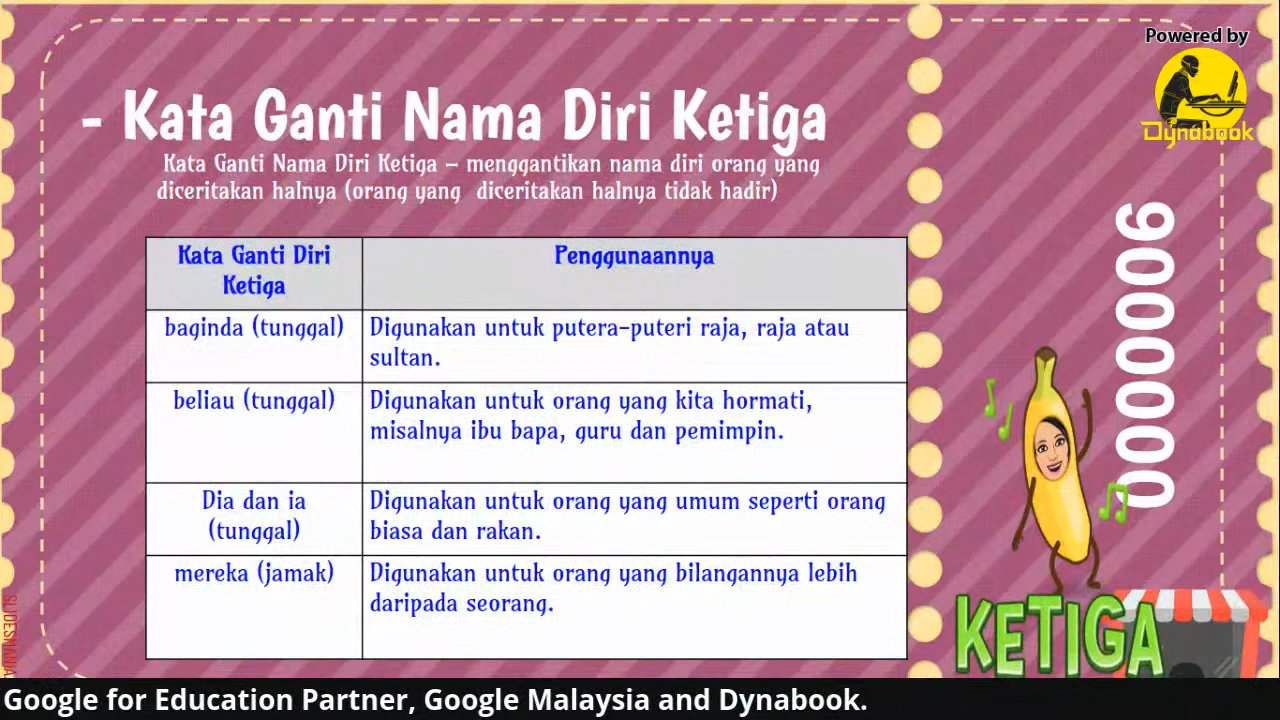 Powered by
Dynabook
- Kata Ganti Nama Diri Ketiga
Kata Ganti Nama Diri Ketiga – menggantikan nama diri orang yang
diceritakan halnya (orang yang diceritakan halnya tidak hadir)
Kata Ganti Diri
Ketiga
Penggunaannya
baginda (tunggal)
Digunakan untuk putera-puteri raja, raja atau
sultan.
beliau (tunggal)
Digunakan untuk orang yang kita hormati,
misalnya ibu bapa, guru dan pemimpin.
Dia dan ia
(tunggal)
Digunakan untuk orang yang umum seperti orang
biasa dan rakan.
mereka (jamak)
Digunakan untuk orang yang bilangannya lebih
daripada seorang.
0000006
KETIGA
SLIDESMANIA
Google for Education Partner, Google Malaysia and Dynabook.